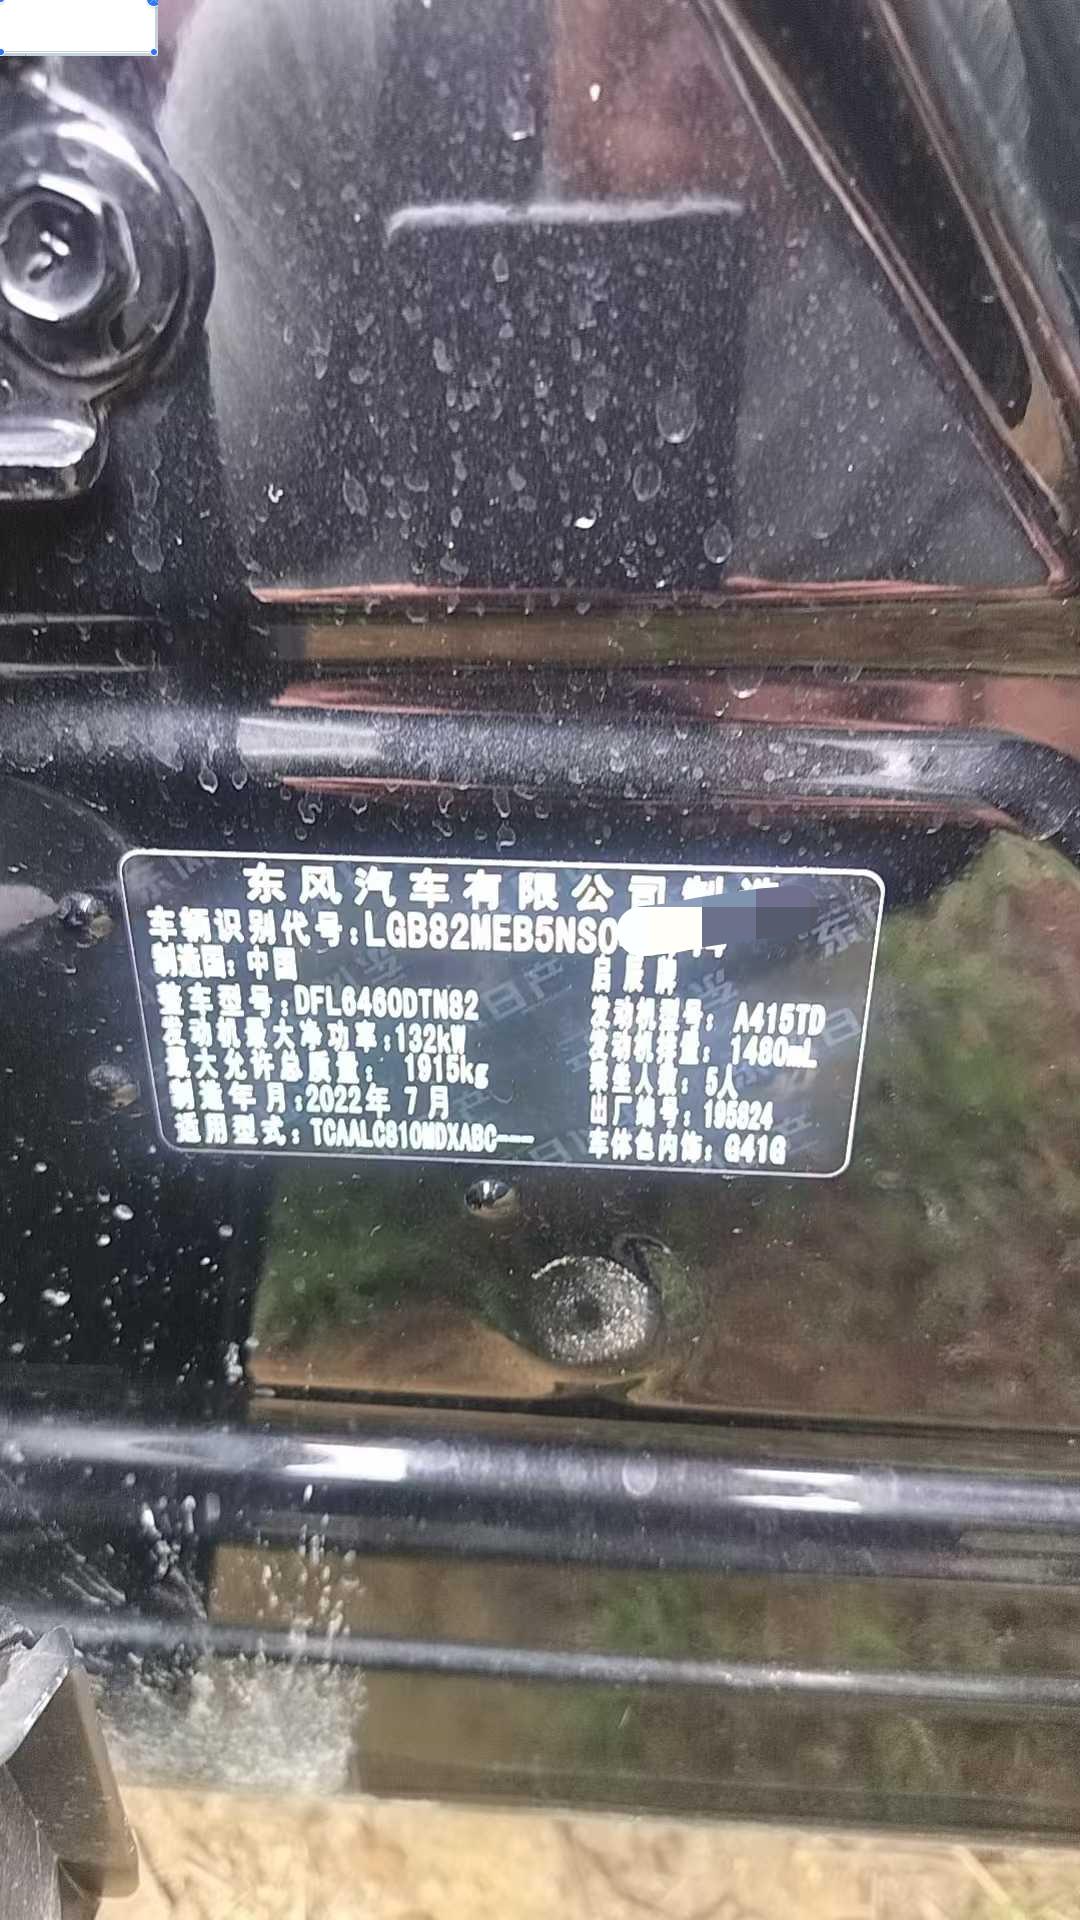 东风汽车有限公司制造
车辆识别代号:LGB82MEB5NS0
制造国:中国 启辰牌
整车型号:DFL6460DTN82 发动机型号:A415TD
发动机最大净功率:132kW 发动机排量:1480mL
最大允许总质量:1915kg 乘坐人数:5人
制造年月:2022年7月 出厂编号:195824
适用型式:TCAALC810MDXABC--- 车体色内饰:G41G